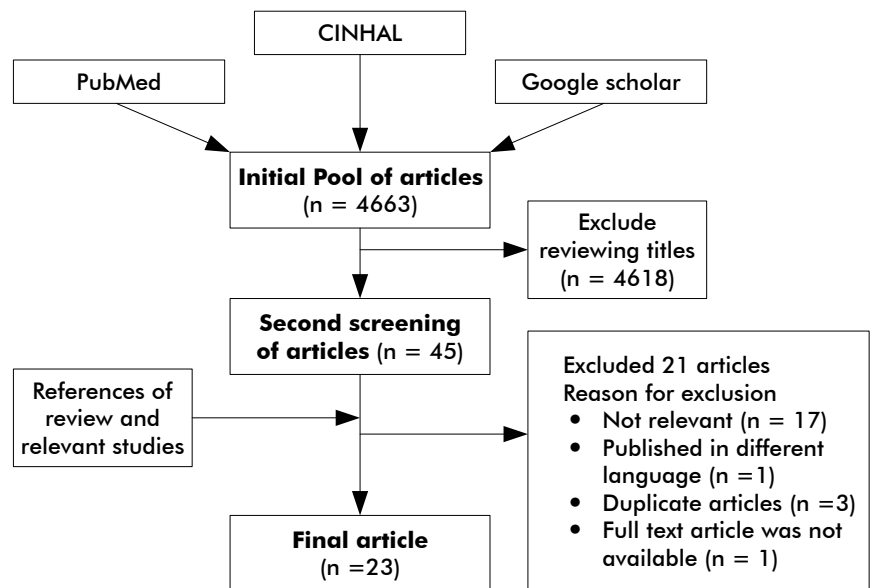 CINHAL
PubMed
Google scholar
Initial Pool of articles
(n = 4663)
Exclude
reviewing titles
(n = 4618)
Second screening
of articles (n = 45)
References of
review and
relevant studies
Excluded 21 articles
Reason for exclusion
• Not relevant (n = 17)
• Published in different
language (n =1)
• Duplicate articles (n =3)
• Full text article was not
available (n = 1)
Final article
(n =23)